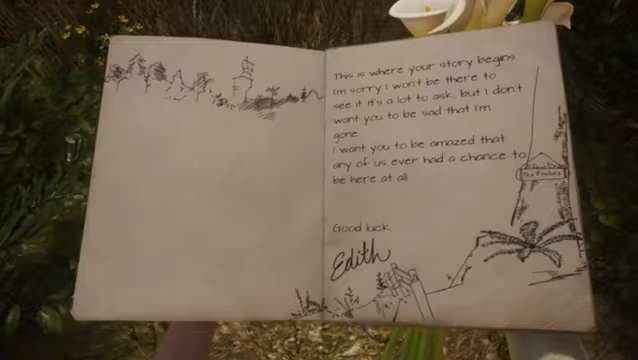 This is where your story begins
I'm sorry I won't be there to
see it It's a lot to ask, but I don't
want you to be sad that I'm
gone.
I want you to be amazed that
any of us ever had a chance to
be here at all
Good luck,
Edith